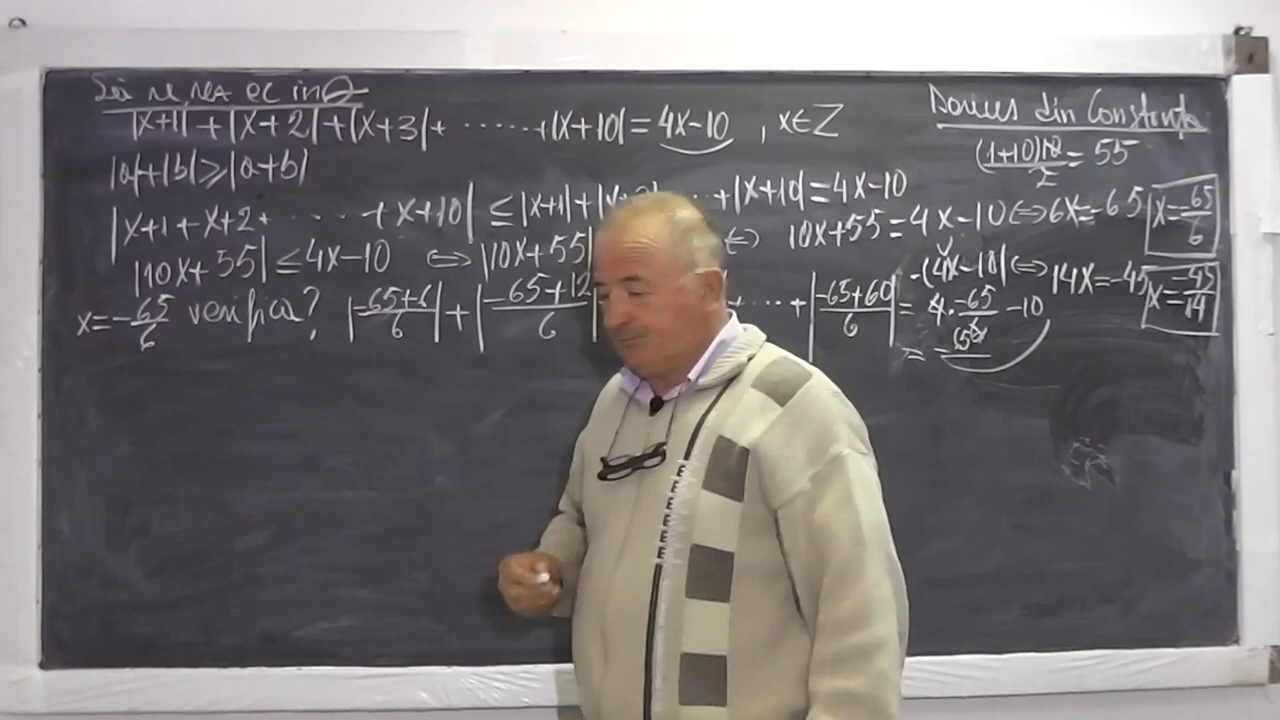 Să se rez ec în Q
|x+1| + |x+2| + |x+3| + ······ + |x+10| = 4x-10 , x∈Z
|a|+|b| ⩾ |a+b|
|x+1 + x+2 + ······ + x+10| ≤ |x+1| + |x+2| ··· + |x+10| = 4x-10
|10x+55| ≤ 4x-10 ⇔ |10x+55| ⇔ 10x+55 = 4x-10 ⇔ 6x=-65 x=-65/6
-(4x-10) ⇔ 14x=-45 x=-45/14
x=-65/6 verifica? |-65+6/6| + |-65+12/6| ··· + |-65+60/6| = 4·-65/6 -10
= -
Darius din Constanța
(1+10)10/2 = 55